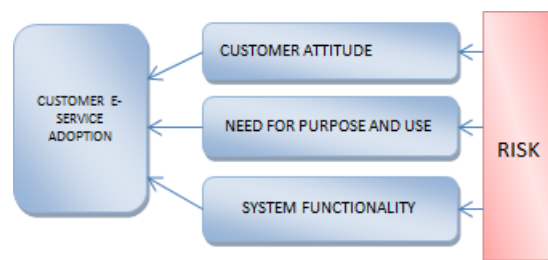 CUSTOMER E-
SERVICE
ADOPTION
CUSTOMER ATTITUDE
NEED FOR PURPOSE AND USE
SYSTEM FUNCTIONALITY
RISK